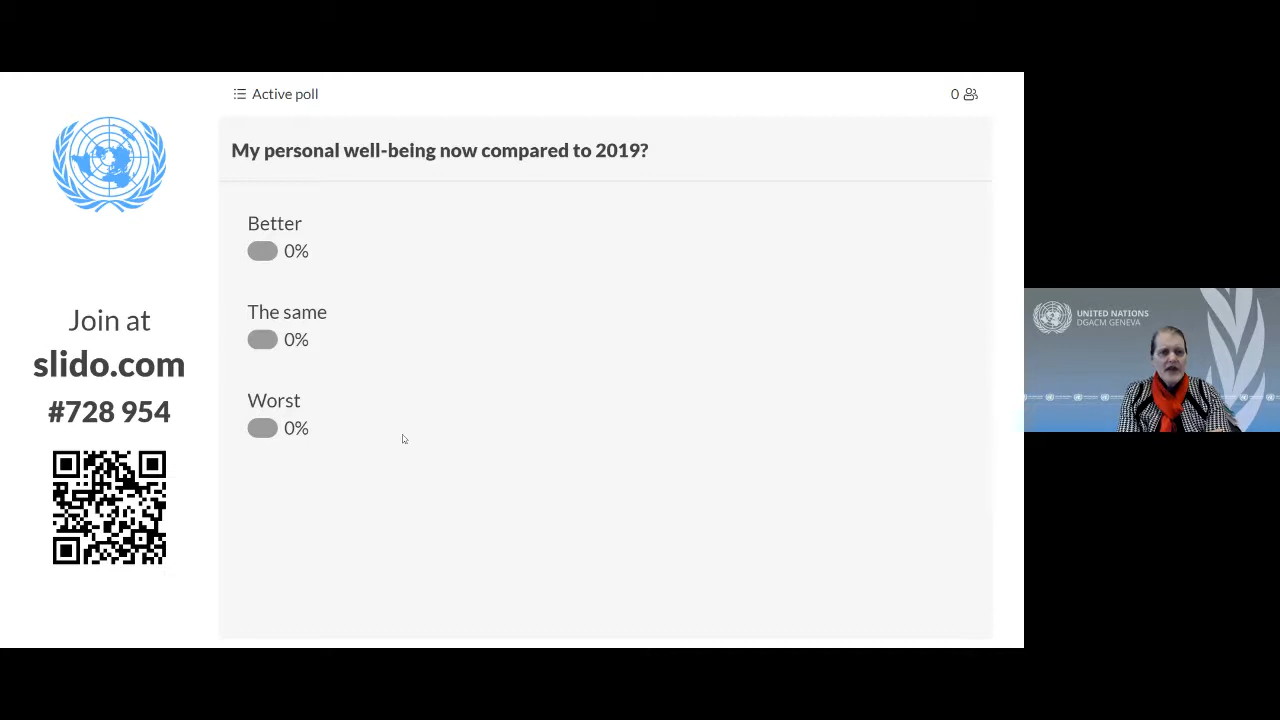 Active poll
0
My personal well-being now compared to 2019?
Better
0%
The same
0%
Worst
0%
Join at
slido.com
#728 954
UNITED NATIONS
DGACM GENEVA